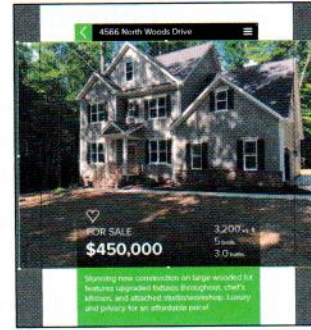 4566 North Woods Drive
FOR SALE
$450,000
3,200 sq. ft.
5 beds
3.0 baths
Stunning new construction on large wooded lot
features upgraded fixtures throughout, chef's
kitchen, and attached studio/workshop. Luxury
and privacy for an affordable price!